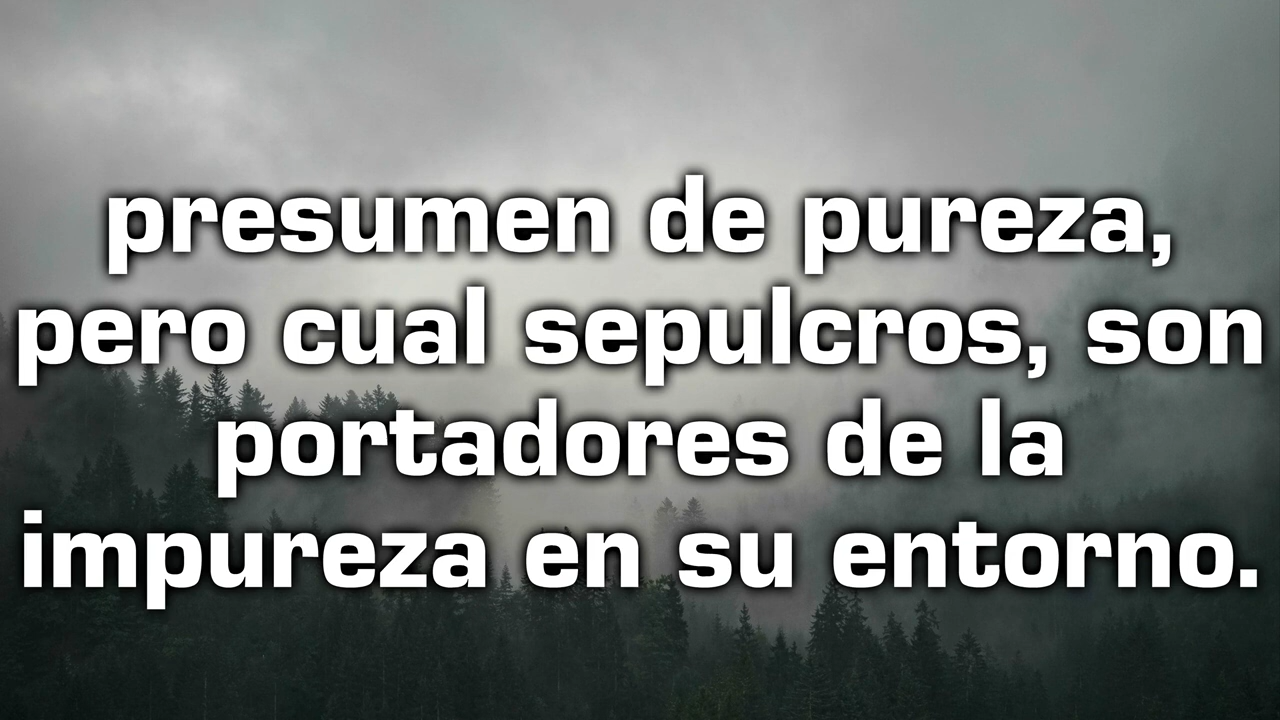 presumen de pureza,
pero cual sepulcros, son
portadores de la
impureza en su entorno.